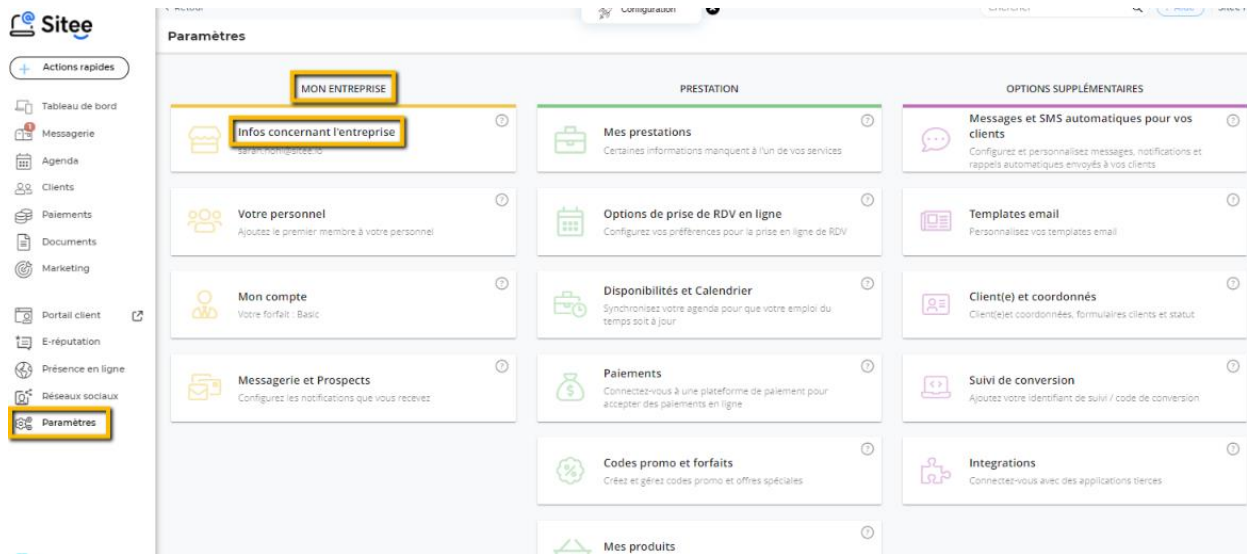 Sitee
Retour
Configuration
Chercher
Aide
Paramètres
Actions rapides
Tableau de bord
1
Messagerie
Agenda
Clients
Paiements
Documents
Marketing
Portail client
E-réputation
Présence en ligne
Réseaux sociaux
Paramètres
MON ENTREPRISE
Infos concernant l'entreprise
Votre personnel
Ajoutez le premier membre à votre personnel
Mon compte
Votre forfait : Basic
Messagerie et Prospects
Configurez les notifications que vous recevez
PRESTATION
Mes prestations
Certaines informations manquent à l'un de vos services
Options de prise de RDV en ligne
Configurez vos préférences pour la prise en ligne de RDV
Disponibilités et Calendrier
Synchronisez votre agenda pour que votre emploi du
temps soit à jour
Paiements
Connectez-vous à une plateforme de paiement pour
accepter des paiements en ligne
Codes promo et forfaits
Créez et gérez codes promo et offres spéciales
Mes produits
OPTIONS SUPPLÉMENTAIRES
Messages et SMS automatiques pour vos
clients
Configurez et personnalisez messages, notifications et
rappels automatiques envoyés à vos clients
Templates email
Personnalisez vos templates email
Client(e) et coordonnés
Client(e)et coordonnées, formulaires clients et statut
Suivi de conversion
Ajoutez votre identifiant de suivi / code de conversion
Integrations
Connectez-vous avec des applications tierces